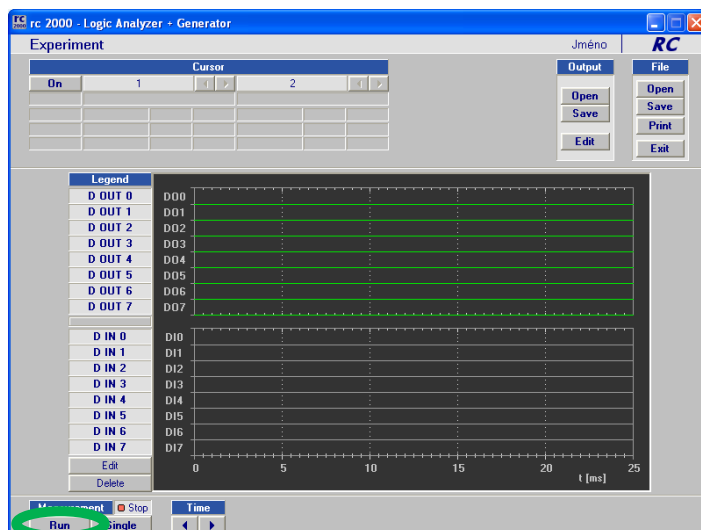 RC 2000 rc 2000 - Logic Analyzer + Generator
Experiment Jméno RC
Cursor Output File
On 1 2
Open Open
Save Save
Print
Edit Exit
Legend
D OUT 0 DO0
D OUT 1 DO1
D OUT 2 DO2
D OUT 3 DO3
D OUT 4 DO4
D OUT 5 DO5
D OUT 6 DO6
D OUT 7 DO7
D IN 0 DI0
D IN 1 DI1
D IN 2 DI2
D IN 3 DI3
D IN 4 DI4
D IN 5 DI5
D IN 6 DI6
D IN 7 DI7
Edit 0 5 10 15 20 25
Delete t [ms]
Measurement Stop Time
Run Single